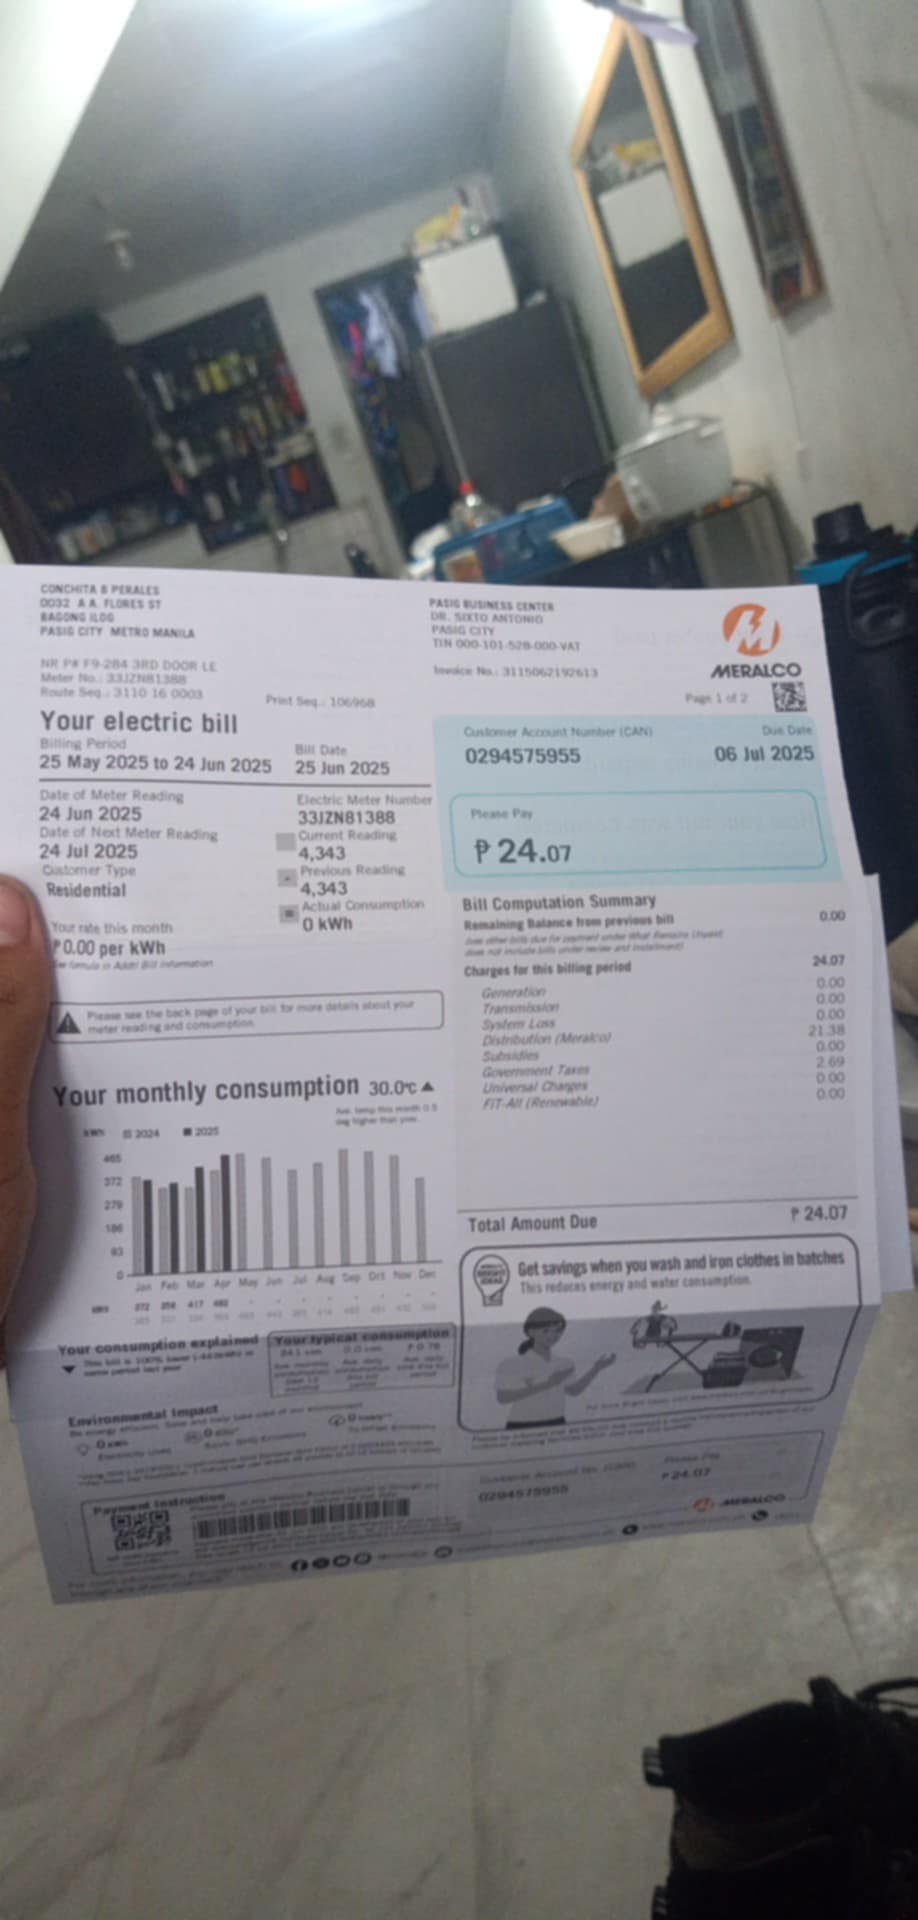 CONCHITA B PERALES
0032 A A. FLORES ST
BAGONG ILOG
PASIG CITY METRO MANILA
PASIG BUSINESS CENTER
DR. SIXTO ANTONIO
PASIG CITY
TIN 000-101-528-000-VAT
MERALCO
NR P# F9-284 3RD DOOR LE
Meter No.: 33JZN81388
Route Seq.: 3110 16 0003
Print Seq.: 106968
Invoice No.: 3115062192613
Page 1 of 2
Your electric bill
Billing Period
25 May 2025 to 24 Jun 2025
Bill Date
25 Jun 2025
Customer Account Number (CAN)
0294575955
Due Date
06 Jul 2025
Please Pay
₱ 24.07
Date of Meter Reading
24 Jun 2025
Date of Next Meter Reading
24 Jul 2025
Customer Type
Residential
Electric Meter Number
33JZN81388
Current Reading
4,343
Previous Reading
4,343
Actual Consumption
0 kWh
Your rate this month
₱ 0.00 per kWh
Please see the back page of your bill for more details about your
meter reading and consumption.
Bill Computation Summary
Remaining Balance from previous bill 0.00
Charges for this billing period 24.07
Generation 0.00
Transmission 0.00
System Loss 0.00
Distribution (Meralco) 21.38
Subsidies 0.00
Government Taxes 2.69
Universal Charges 0.00
FIT-All (Renewable) 0.00
Total Amount Due ₱ 24.07
Your monthly consumption 30.0°C ▲
kWh 2024 2025
465
372
279
186
93
0
Jan Feb Mar Apr May Jun Jul Aug Sep Oct Nov Dec
Get savings when you wash and iron clothes in batches
This reduces energy and water consumption.
Your consumption explained
Your typical consumption
Environmental Impact
Payment Instruction
0294575955
Please Pay
₱ 24.07
MERALCO